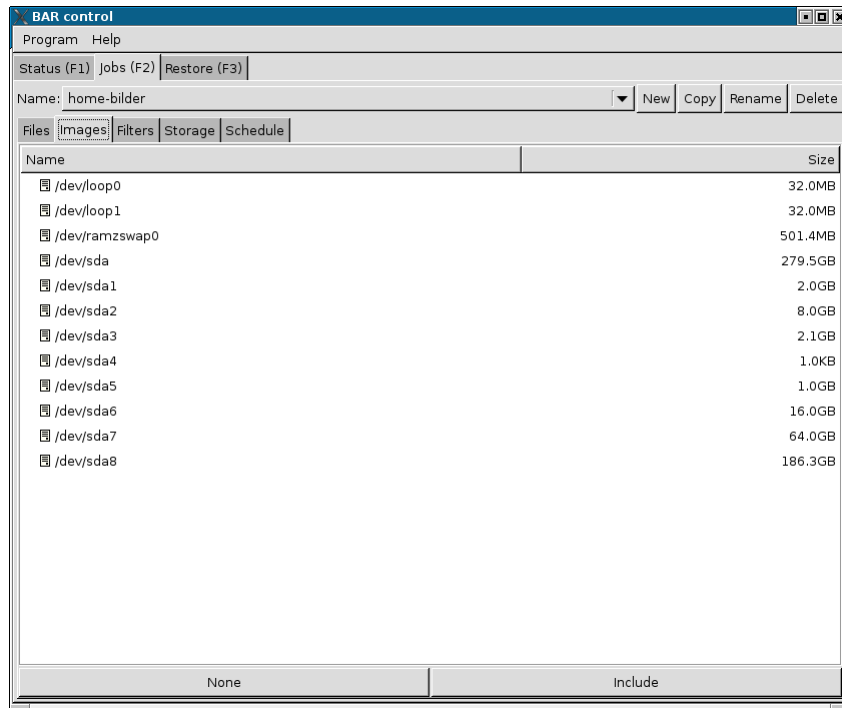 BAR control
Program Help
Status (F1) Jobs (F2) Restore (F3)
Name: home-bilder New Copy Rename Delete
Files Images Filters Storage Schedule
Name Size
/dev/loop0 32.0MB
/dev/loop1 32.0MB
/dev/ramzswap0 501.4MB
/dev/sda 279.5GB
/dev/sda1 2.0GB
/dev/sda2 8.0GB
/dev/sda3 2.1GB
/dev/sda4 1.0KB
/dev/sda5 1.0GB
/dev/sda6 16.0GB
/dev/sda7 64.0GB
/dev/sda8 186.3GB
None Include